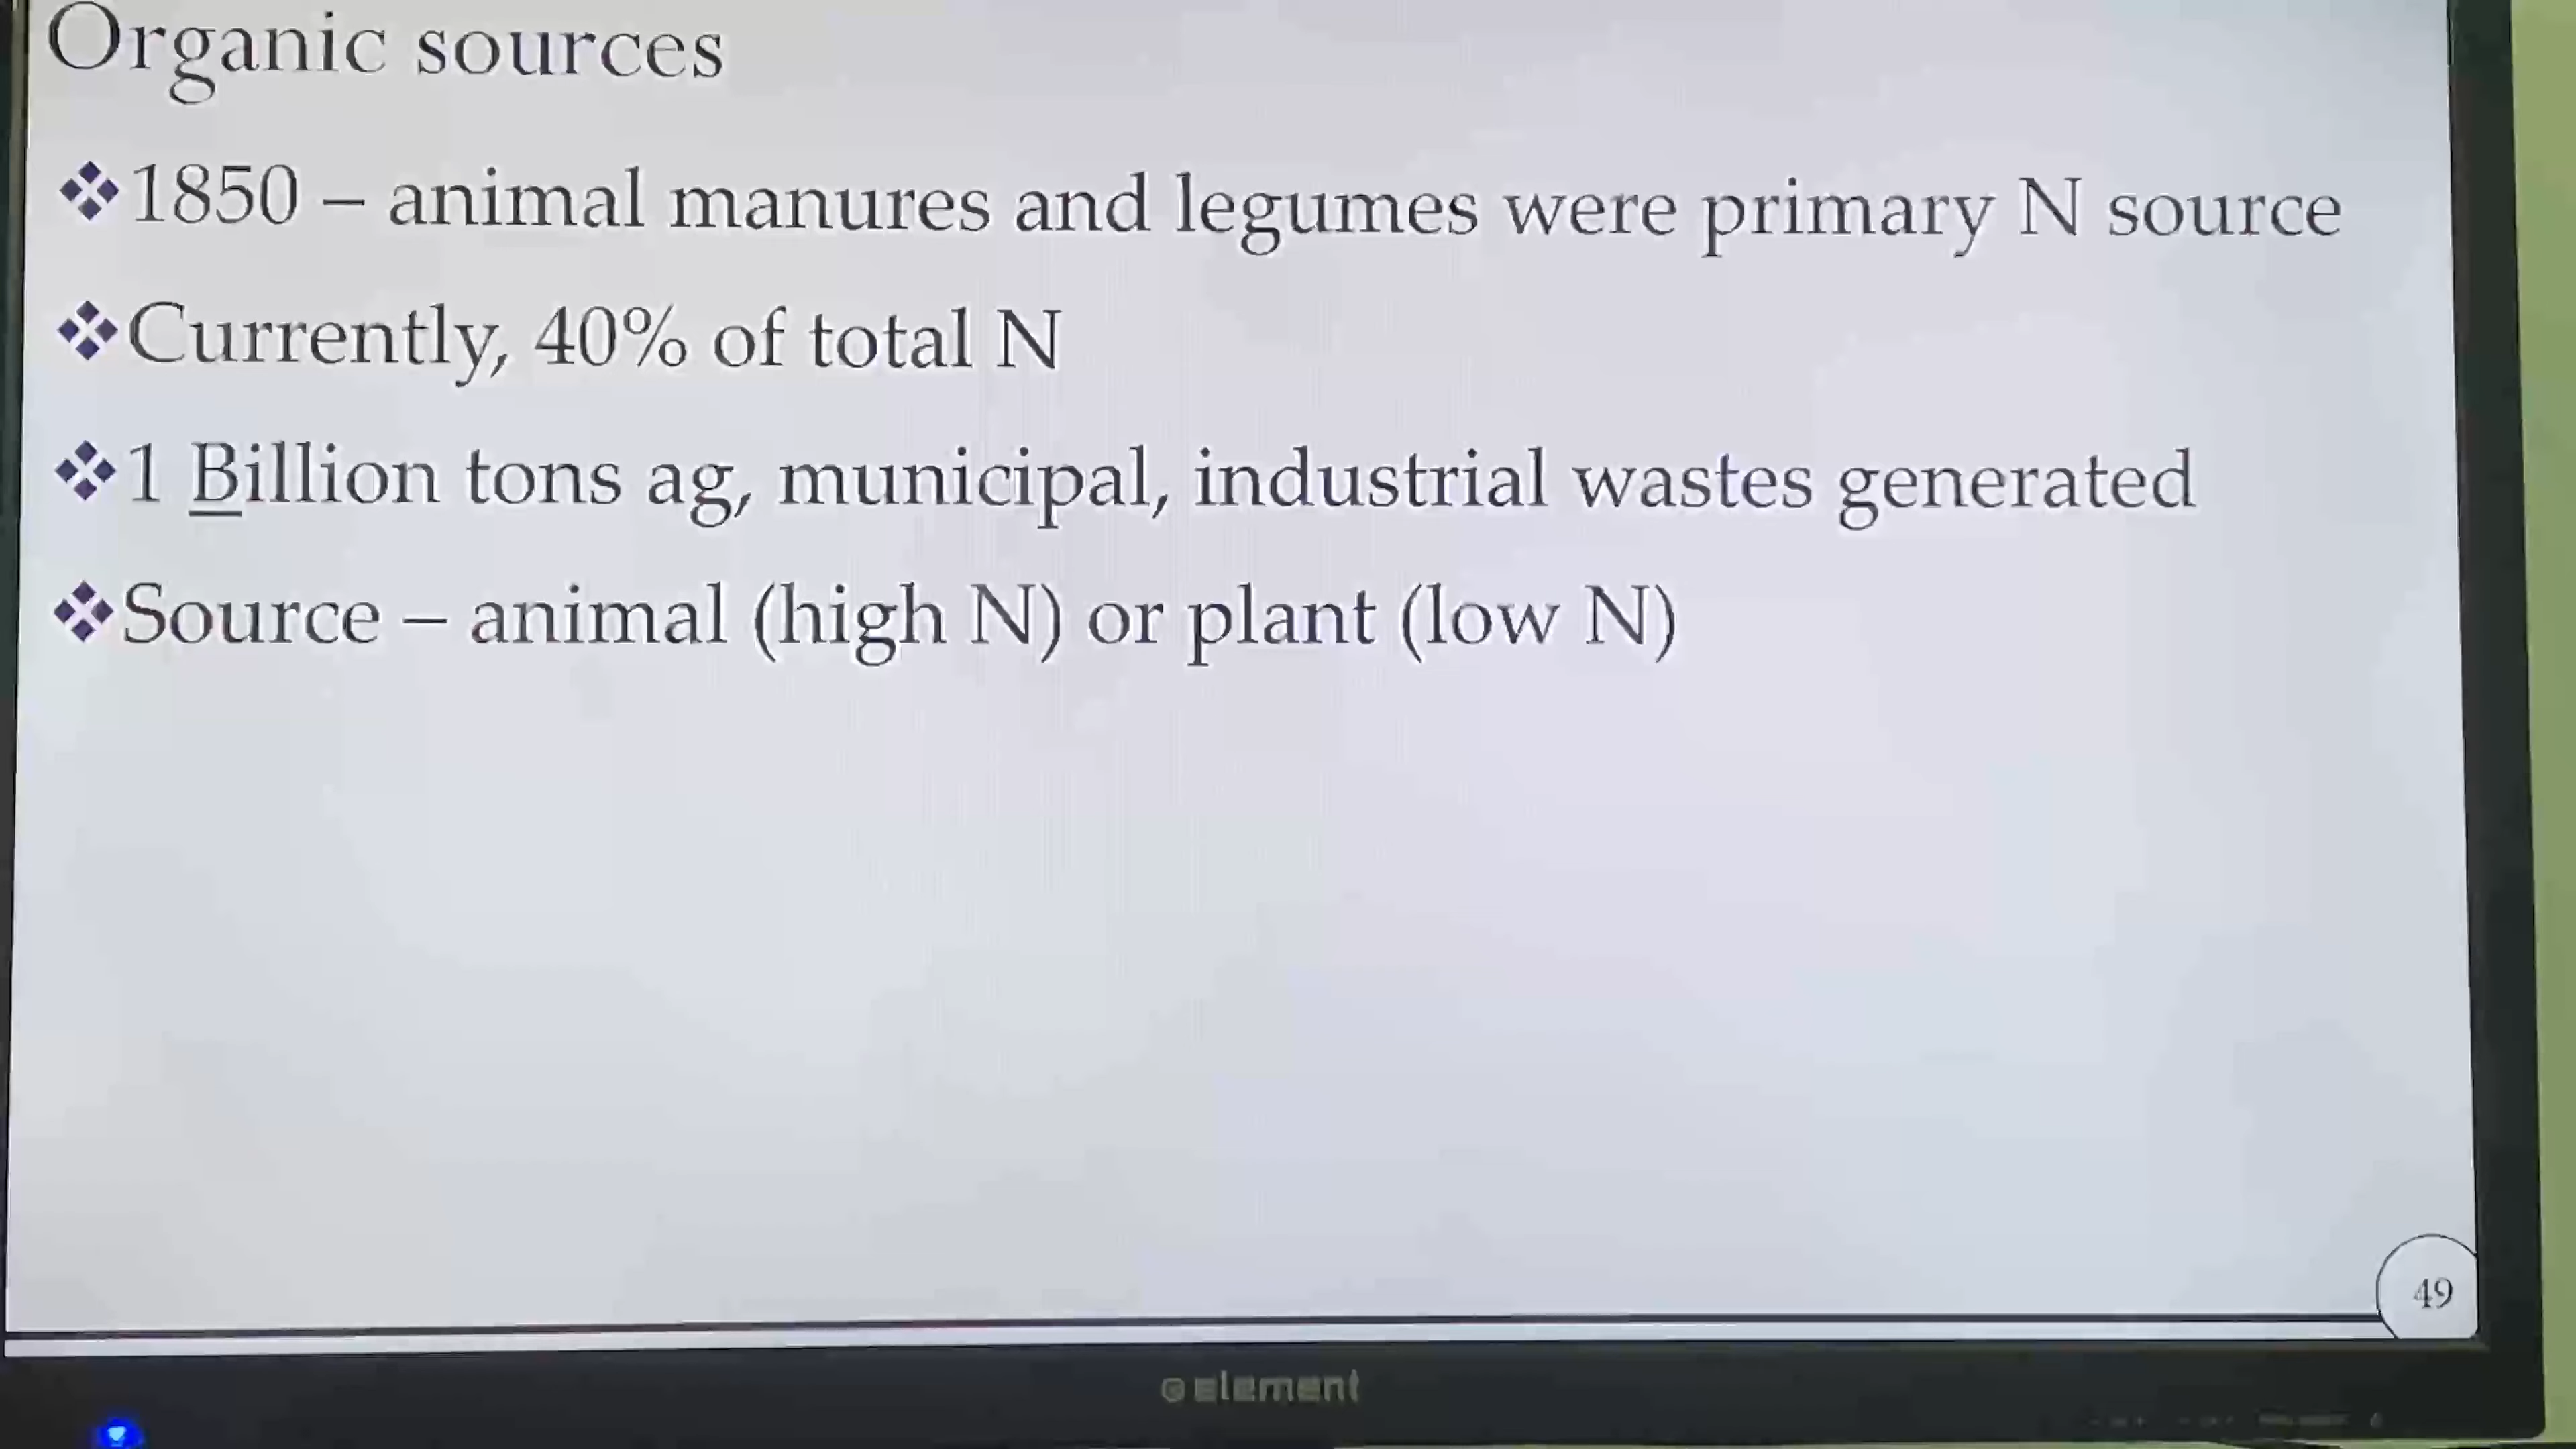 Organic sources
❖1850 – animal manures and legumes were primary N source
❖Currently, 40% of total N
❖1 Billion tons ag, municipal, industrial wastes generated
❖Source – animal (high N) or plant (low N)
49
element